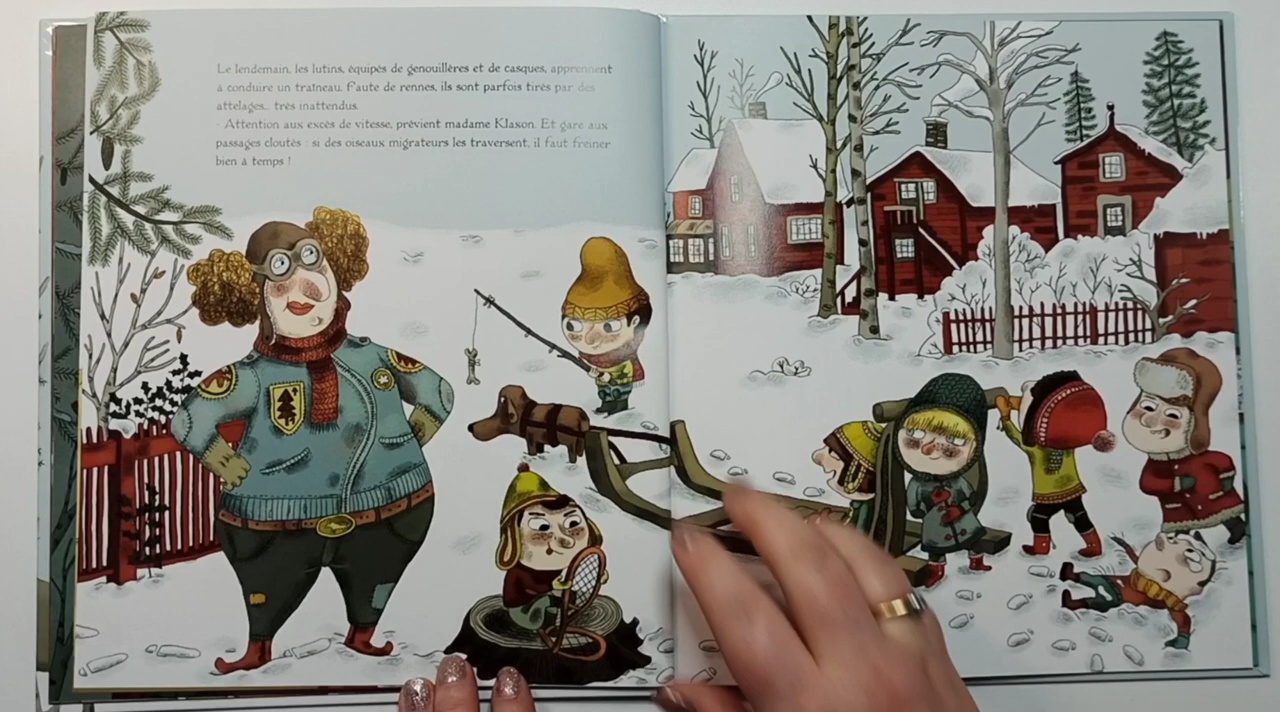 Le lendemain, les lutins, équipés de genouillères et de casques, apprennent
à conduire un traîneau. Faute de rennes, ils sont parfois tirés par des
attelages... très inattendus.
- Attention aux excès de vitesse, prévient madame Klaxon. Et gare aux
passages cloutés : si des oiseaux migrateurs les traversent, il faut freiner
bien à temps !